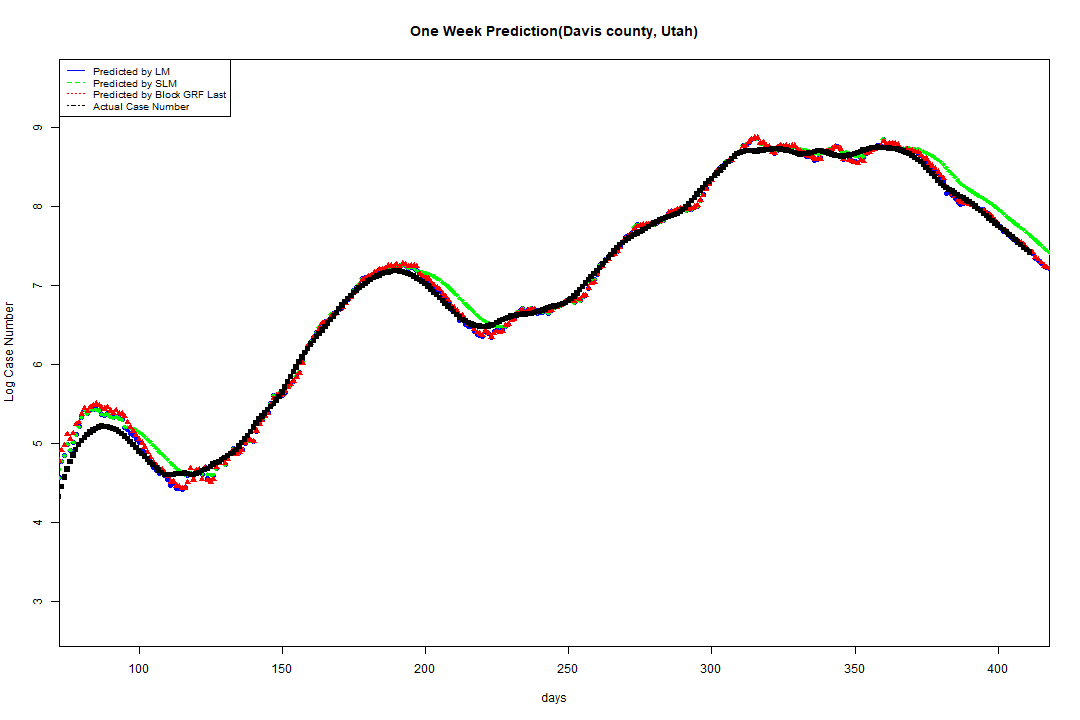 One Week Prediction(Davis county, Utah)
Predicted by LM
Predicted by SLM
Predicted by Block GRF Last
Actual Case Number
9
8
7
6
5
4
3
Log Case Number
100 150 200 250 300 350 400
days